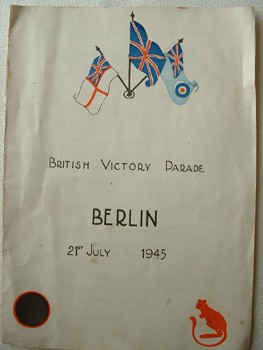 BRITISH VICTORY PARADE
BERLIN
21ST JULY 1945